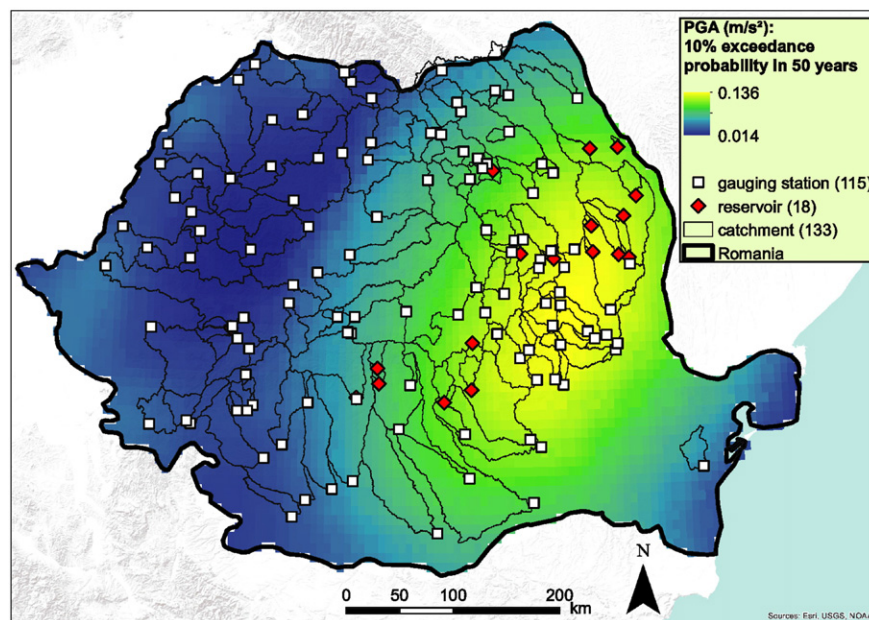 PGA (m/s²):
10% exceedance
probability in 50 years
0.136
0.014
gauging station (115)
reservoir (18)
catchment (133)
Romania
N
0 50 100 200
km
Sources: Esri, USGS, NOAA